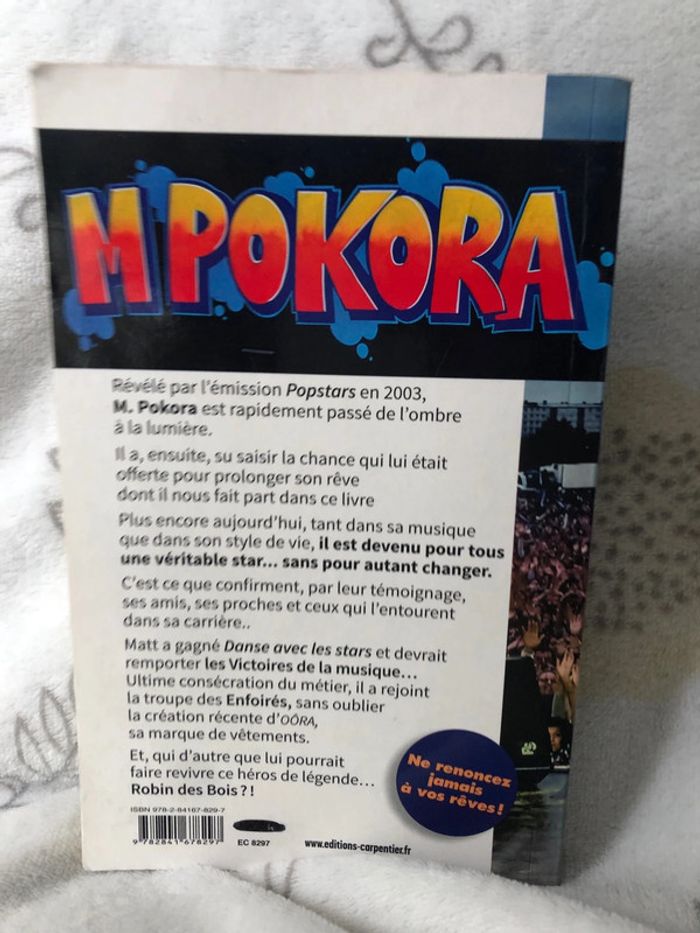 M POKORA
Révélé par l'émission Popstars en 2003,
M. Pokora est rapidement passé de l'ombre
à la lumière.
Il a, ensuite, su saisir la chance qui lui était
offerte pour prolonger son rêve
dont il nous fait part dans ce livre
Plus encore aujourd'hui, tant dans sa musique
que dans son style de vie, il est devenu pour tous
une véritable star... sans pour autant changer.
C'est ce que confirment, par leur témoignage,
ses amis, ses proches et ceux qui l'entourent
dans sa carrière..
Matt a gagné Danse avec les stars et devrait
remporter les Victoires de la musique...
Ultime consécration du métier, il a rejoint
la troupe des Enfoirés, sans oublier
la création récente d'OÔRA,
sa marque de vêtements.
Et, qui d'autre que lui pourrait
faire revivre ce héros de légende...
Robin des Bois ?!
Ne renoncez
jamais
à vos rêves !
ISBN 978-2-84167-829-7
9 782841 678297
EC 8297
www.editions-carpentier.fr